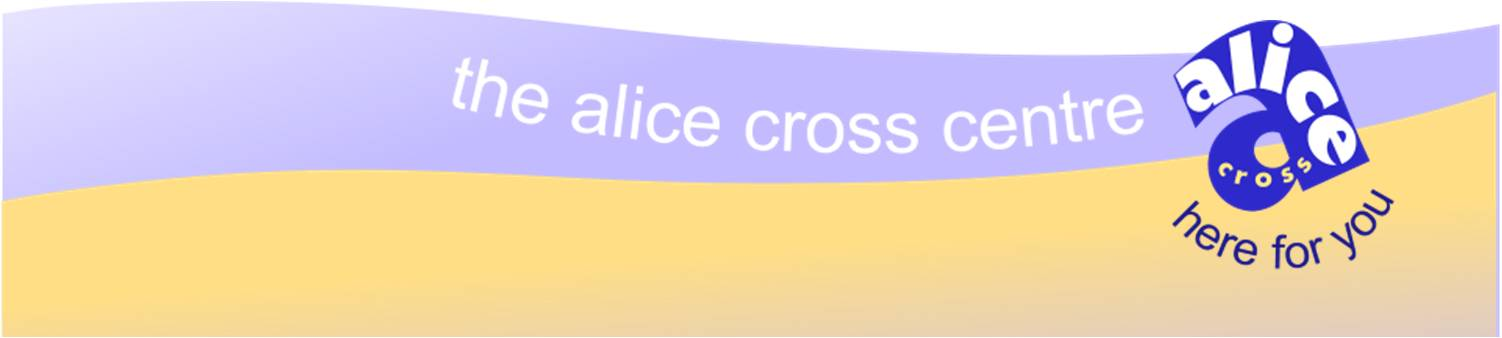 the alice cross centre
alice
cross
here for you